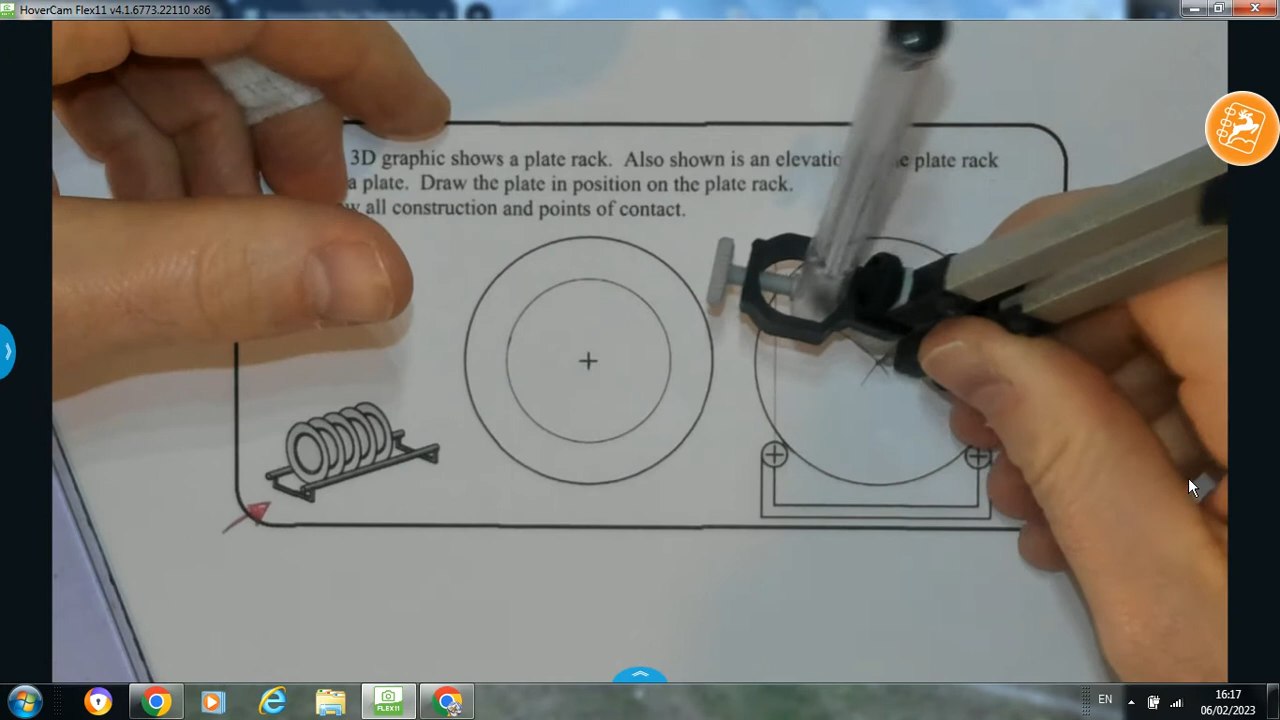 HoverCam Flex11 v4.1.6773.22110 x86
3D graphic shows a plate rack. Also shown is an plate rack
a plate. Draw the plate in position on the plate rack.
all construction and points of contact.
FLEX11
EN
16:17
06/02/2023